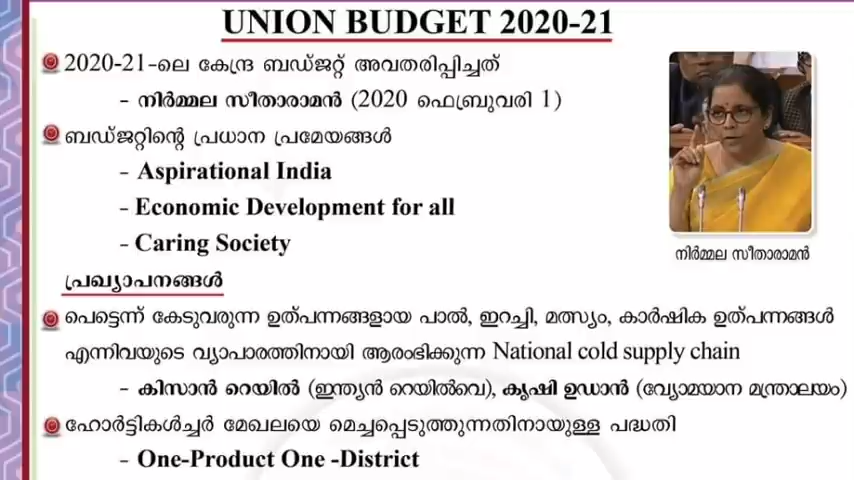 UNION BUDGET 2020-21
2020-21-ലെ കേന്ദ്ര ബഡ്ജറ്റ് അവതരിപ്പിച്ചത്
- നിർമ്മല സീതാരാമൻ (2020 ഫെബ്രുവരി 1)
ബഡ്ജറ്റിന്റെ പ്രധാന പ്രമേയങ്ങൾ
- Aspirational India
- Economic Development for all
- Caring Society
നിർമ്മല സീതാരാമൻ
പ്രഖ്യാപനങ്ങൾ
പെട്ടെന്ന് കേടുവരുന്ന ഉത്പന്നങ്ങളായ പാൽ, ഇറച്ചി, മത്സ്യം, കാർഷിക ഉത്പന്നങ്ങൾ
എന്നിവയുടെ വ്യാപാരത്തിനായി ആരംഭിക്കുന്ന National cold supply chain
- കിസാൻ റെയിൽ (ഇന്ത്യൻ റെയിൽവെ), കൃഷി ഉഡാൻ (വ്യോമയാന മന്ത്രാലയം)
ഹോർട്ടികൾച്ചർ മേഖലയെ മെച്ചപ്പെടുത്തുന്നതിനായുള്ള പദ്ധതി
- One-Product One -District